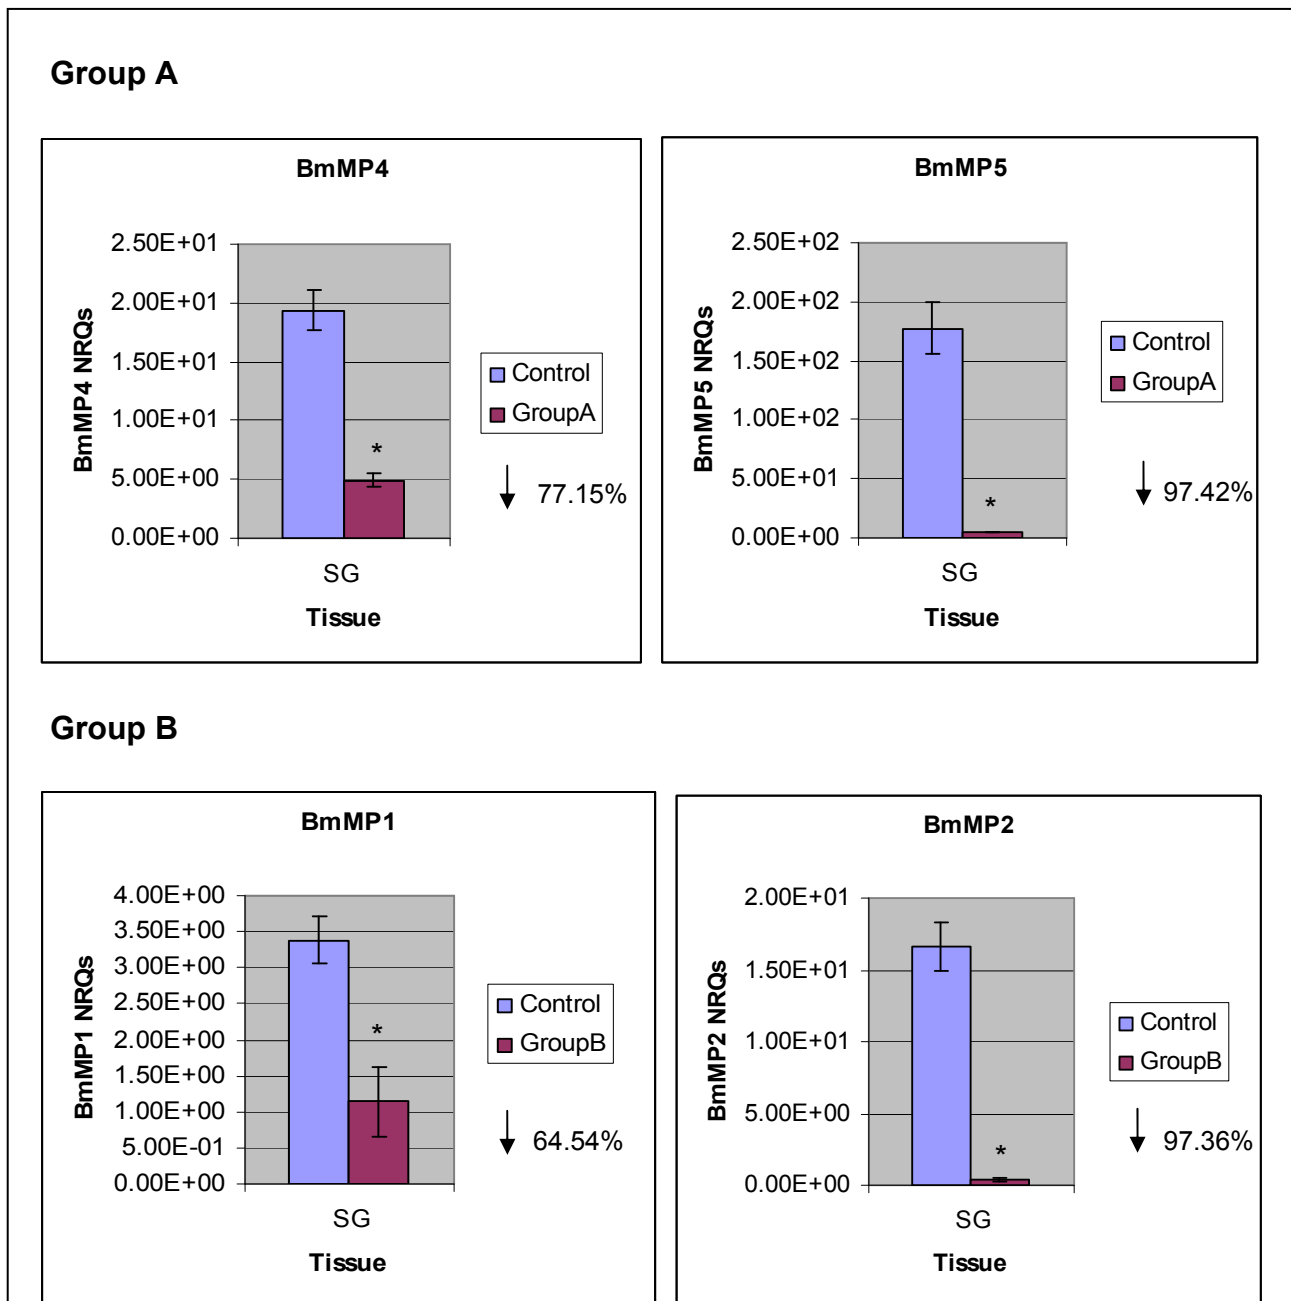 Group A
BmMP4
2.50E+01
2.00E+01
1.50E+01
1.00E+01
5.00E+00
0.00E+00
BmMP4 NRQs
SG
Tissue
Control
GroupA
*
77.15%
BmMP5
2.50E+02
2.00E+02
1.50E+02
1.00E+02
5.00E+01
0.00E+00
BmMP5 NRQs
SG
Tissue
Control
GroupA
*
97.42%
Group B
BmMP1
4.00E+00
3.50E+00
3.00E+00
2.50E+00
2.00E+00
1.50E+00
1.00E+00
5.00E-01
0.00E+00
BmMP1 NRQs
SG
Tissue
Control
GroupB
*
64.54%
BmMP2
2.00E+01
1.50E+01
1.00E+01
5.00E+00
0.00E+00
BmMP2 NRQs
SG
Tissue
Control
GroupB
*
97.36%